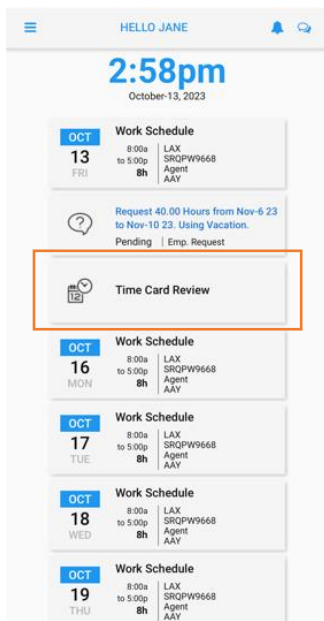 HELLO JANE
2:58pm
October-13, 2023
OCT
13
FRI
Work Schedule
8:00a
to 5:00p
8h
LAX
SRQPW9668
Agent
AAY
Request 40.00 Hours from Nov-6 23
to Nov-10 23. Using Vacation.
Pending | Emp. Request
12
Time Card Review
OCT
16
MON
Work Schedule
8:00a
to 5:00p
8h
LAX
SRQPW9668
Agent
AAY
OCT
17
TUE
Work Schedule
8:00a
to 5:00p
8h
LAX
SRQPW9668
Agent
AAY
OCT
18
WED
Work Schedule
8:00a
to 5:00p
8h
LAX
SRQPW9668
Agent
AAY
OCT
19
THU
Work Schedule
8:00a
to 5:00p
8h
LAX
SRQPW9668
Agent
AAY